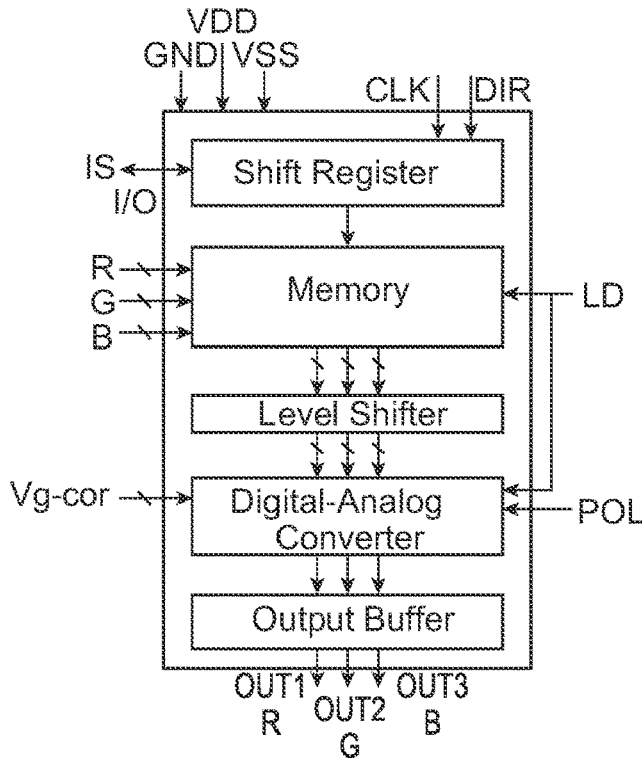 VDD
GND VSS
CLK DIR
IS
I/O
Shift Register
R
G
B
Memory
LD
Level Shifter
Vg-cor
Digital-Analog
Converter
POL
Output Buffer
OUT1 OUT3
R OUT2 B
G